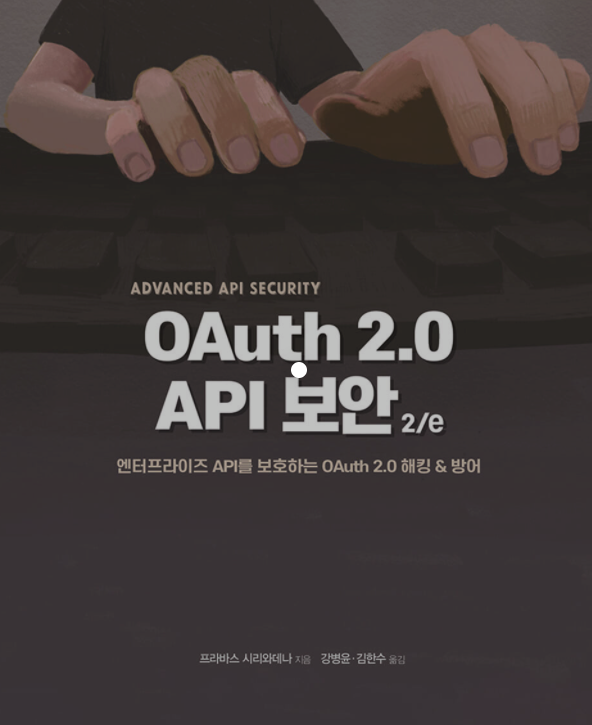 ADVANCED API SECURITY
OAuth 2.0
API 보안 2/e
엔터프라이즈 API를 보호하는 OAuth 2.0 해킹 & 방어
프라바스 시리와데나 지음 강병윤·김한수 옮김